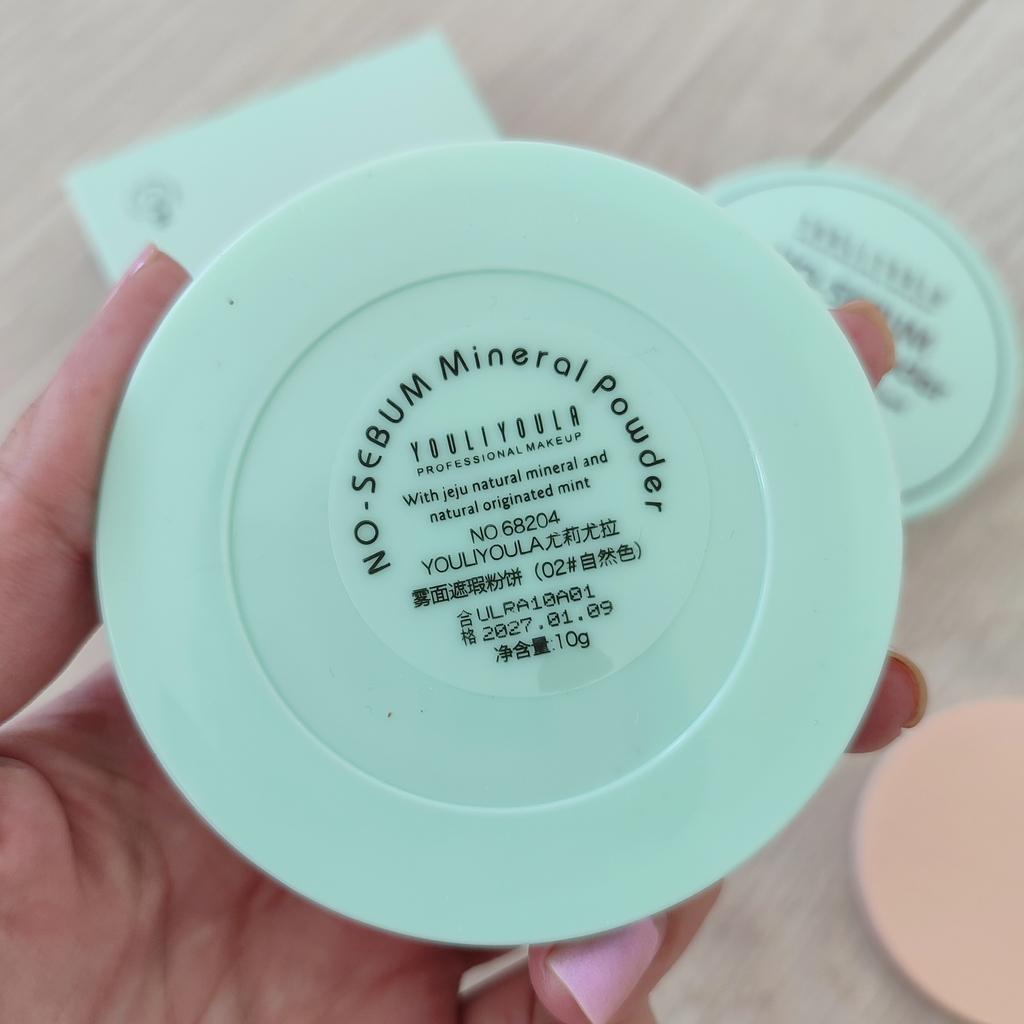 NO-SEBUM Mineral Powder
YOULIYOULA
PROFESSIONAL MAKEUP
With jeju natural mineral and
natural originated mint
NO 68204
YOULIYOULA尤莉尤拉
雾面遮瑕粉饼（02#自然色）
合格
ULRA10A01
2027.01.09
净含量:10g
YOULIYOULA